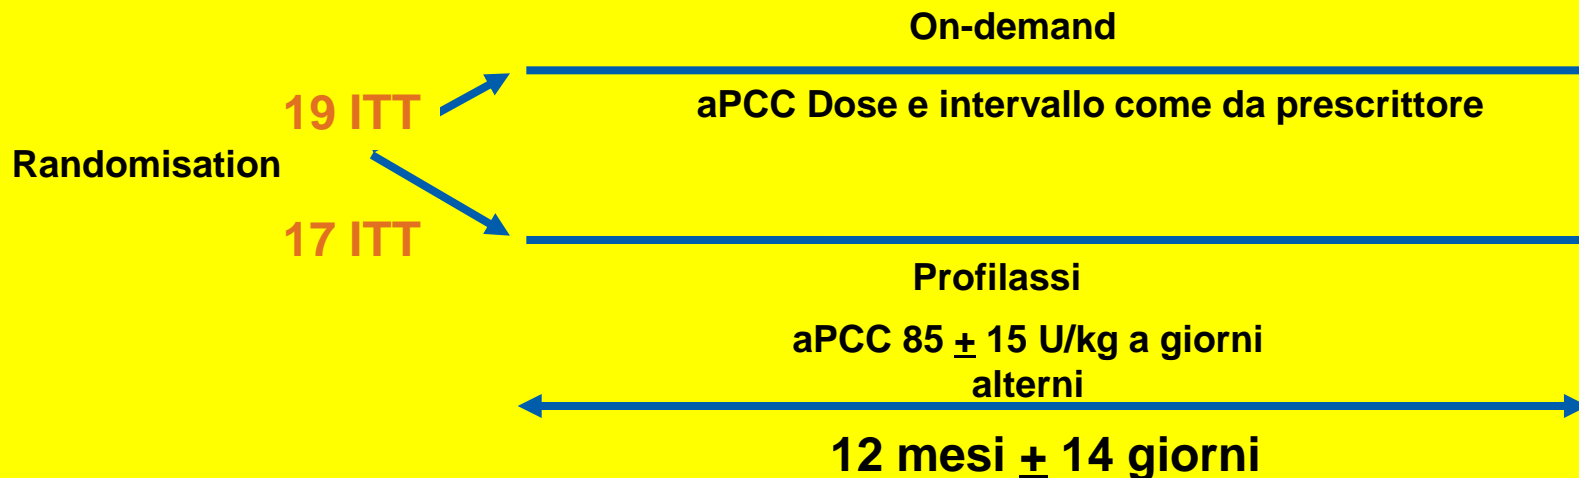 On-demand
19 ITT
aPCC Dose e intervallo come da prescrittore
Randomisation
17 ITT
Profilassi
aPCC 85 ± 15 U/kg a giorni
alterni
12 mesi ± 14 giorni